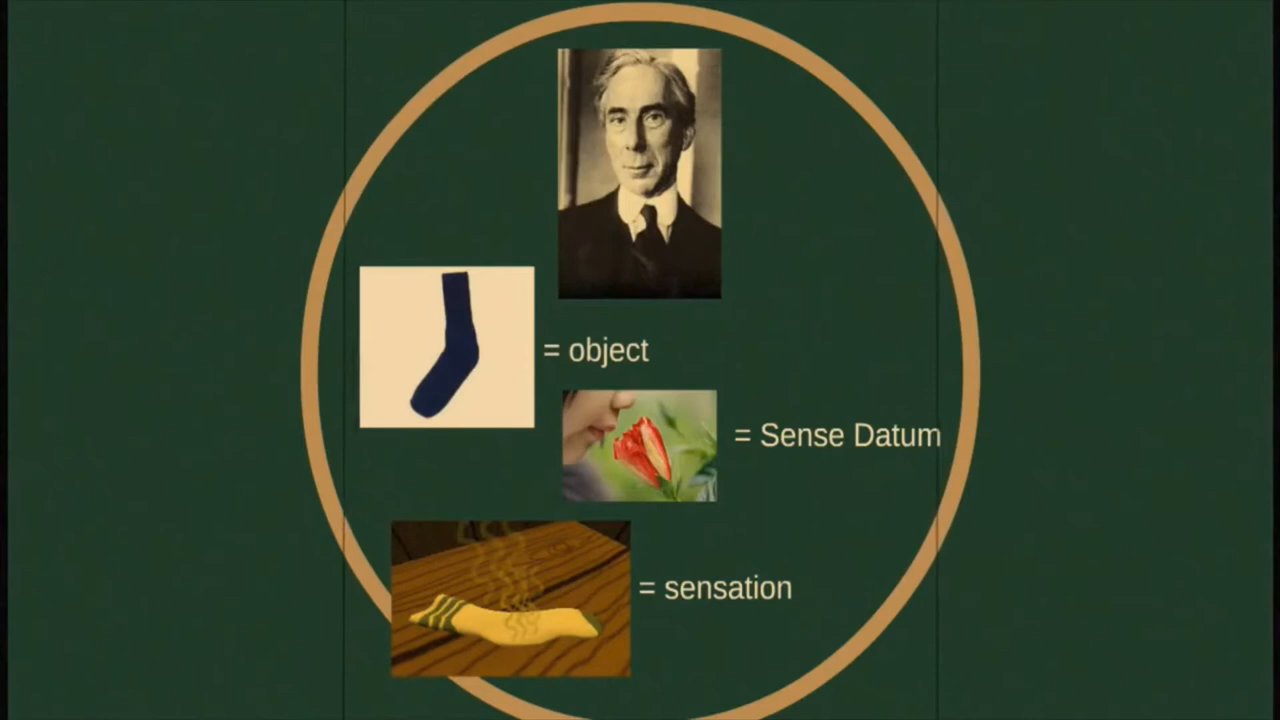 = object
= Sense Datum
= sensation